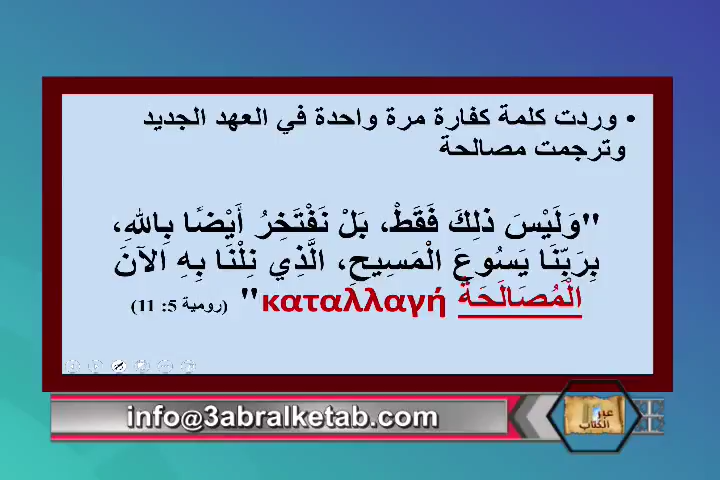 • وردت كلمة كفارة مرة واحدة في العهد الجديد
وترجمت مصالحة
"وَلَيْسَ ذلِكَ فَقَطْ، بَلْ نَفْتَخِرُ أَيْضًا بِاللهِ،
بِرَبِّنَا يَسُوعَ الْمَسِيحِ، الَّذِي نِلْنَا بِهِ الآنَ
الْمُصَالَحَةَ καταλλαγή" (رومية 5: 11)
info@3abralketab.com
عبر
الكتاب